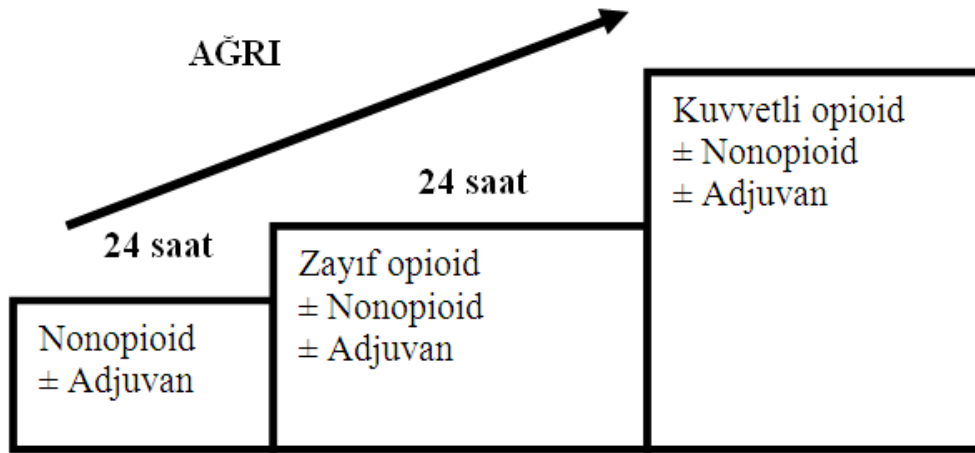 AĞRI
24 saat
24 saat
Nonopioid
± Adjuvan
Zayıf opioid
± Nonopioid
± Adjuvan
Kuvvetli opioid
± Nonopioid
± Adjuvan